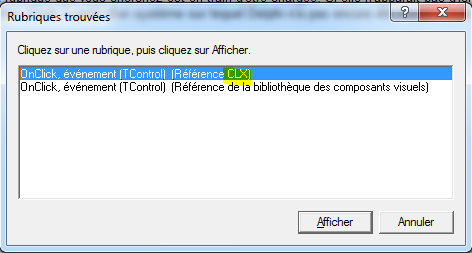 Rubriques trouvées
?
Cliquez sur une rubrique, puis cliquez sur Afficher.
OnClick, événement (TControl) (Référence CLX)
OnClick, événement (TControl) (Référence de la bibliothèque des composants visuels)
Afficher Annuler